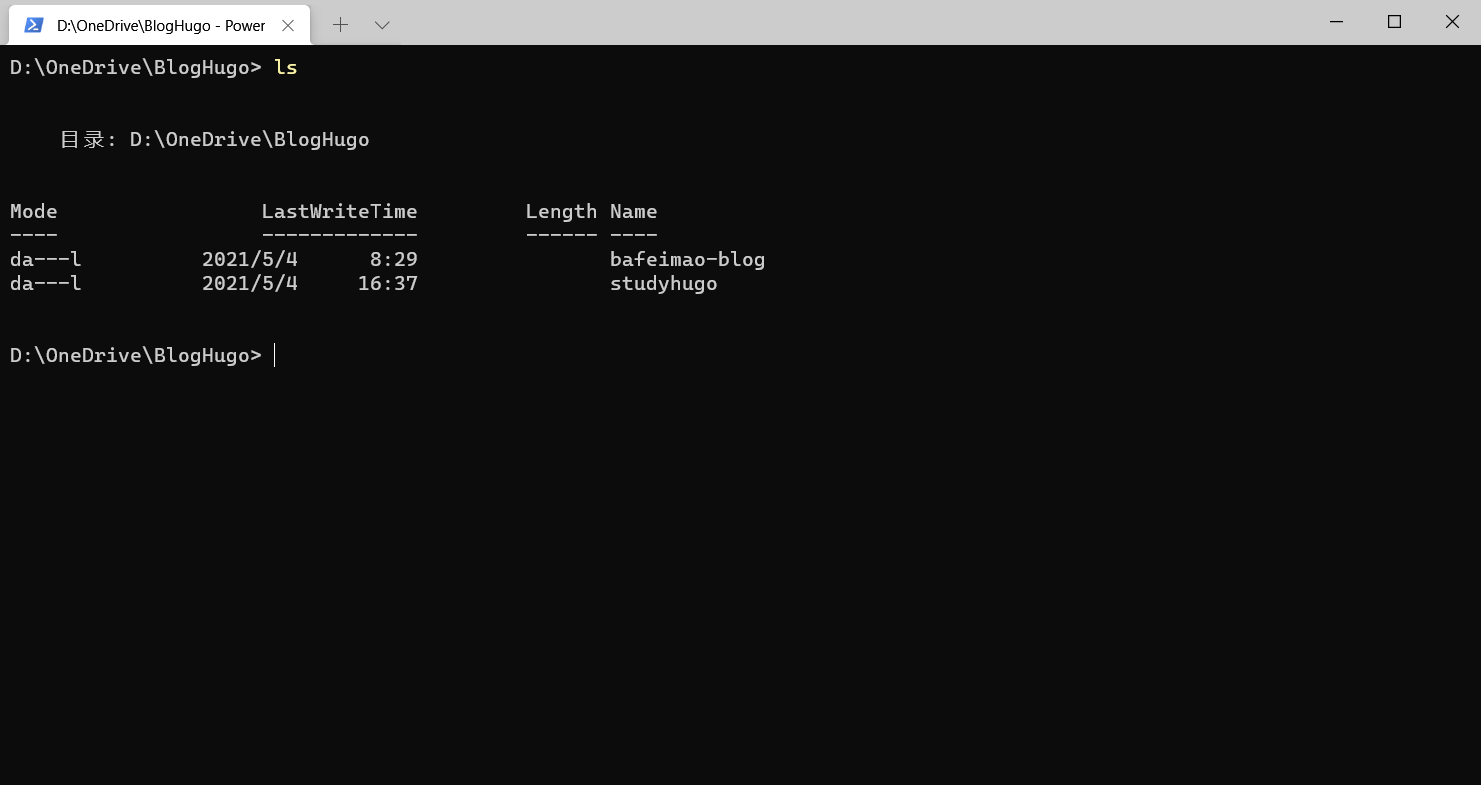 D:\OneDrive\BlogHugo - Power
D:\OneDrive\BlogHugo> ls
目录: D:\OneDrive\BlogHugo
Mode                 LastWriteTime         Length Name
----                 -------------         ------ ----
da---l          2021/5/4      8:29                bafeimao-blog
da---l          2021/5/4     16:37                studyhugo
D:\OneDrive\BlogHugo>